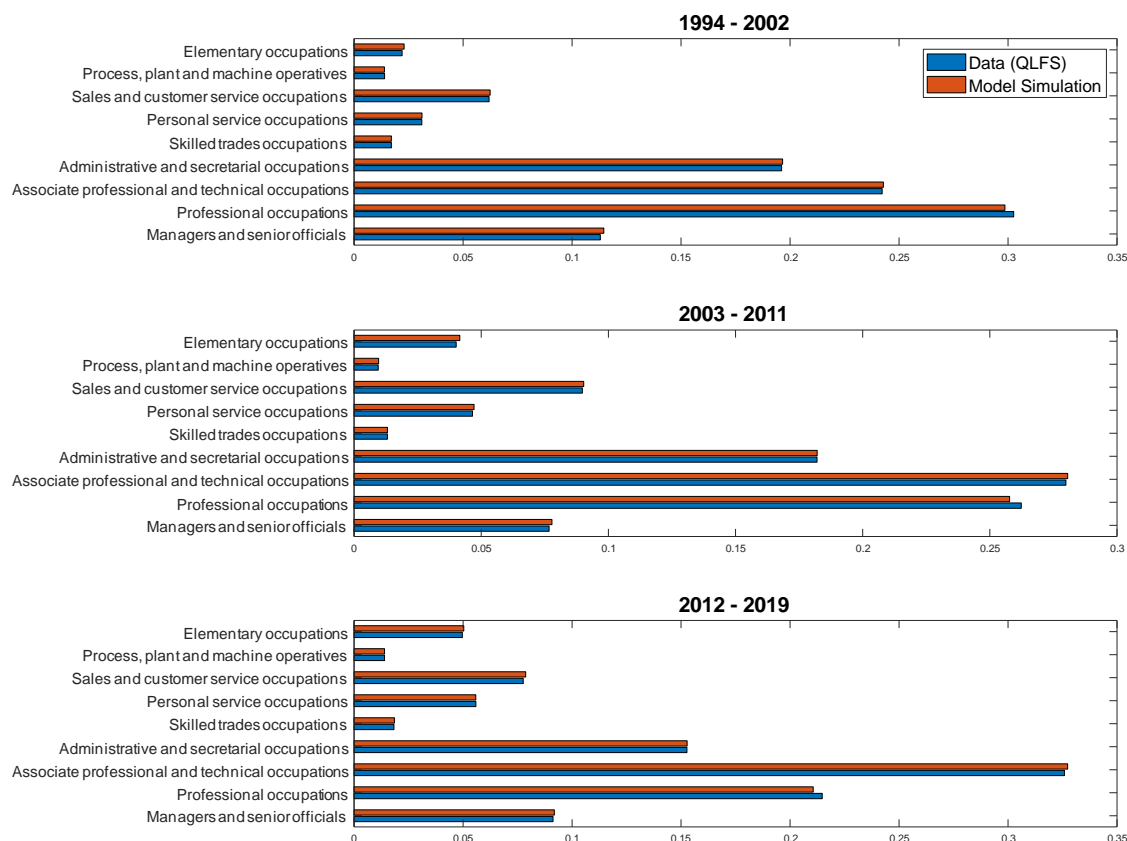 1994 - 2002
Elementary occupations
Process, plant and machine operatives
Sales and customer service occupations
Personal service occupations
Skilled trades occupations
Administrative and secretarial occupations
Associate professional and technical occupations
Professional occupations
Managers and senior officials
Data (QLFS)
Model Simulation
0 0.05 0.1 0.15 0.2 0.25 0.3 0.35
2003 - 2011
Elementary occupations
Process, plant and machine operatives
Sales and customer service occupations
Personal service occupations
Skilled trades occupations
Administrative and secretarial occupations
Associate professional and technical occupations
Professional occupations
Managers and senior officials
0 0.05 0.1 0.15 0.2 0.25 0.3
2012 - 2019
Elementary occupations
Process, plant and machine operatives
Sales and customer service occupations
Personal service occupations
Skilled trades occupations
Administrative and secretarial occupations
Associate professional and technical occupations
Professional occupations
Managers and senior officials
0 0.05 0.1 0.15 0.2 0.25 0.3 0.35